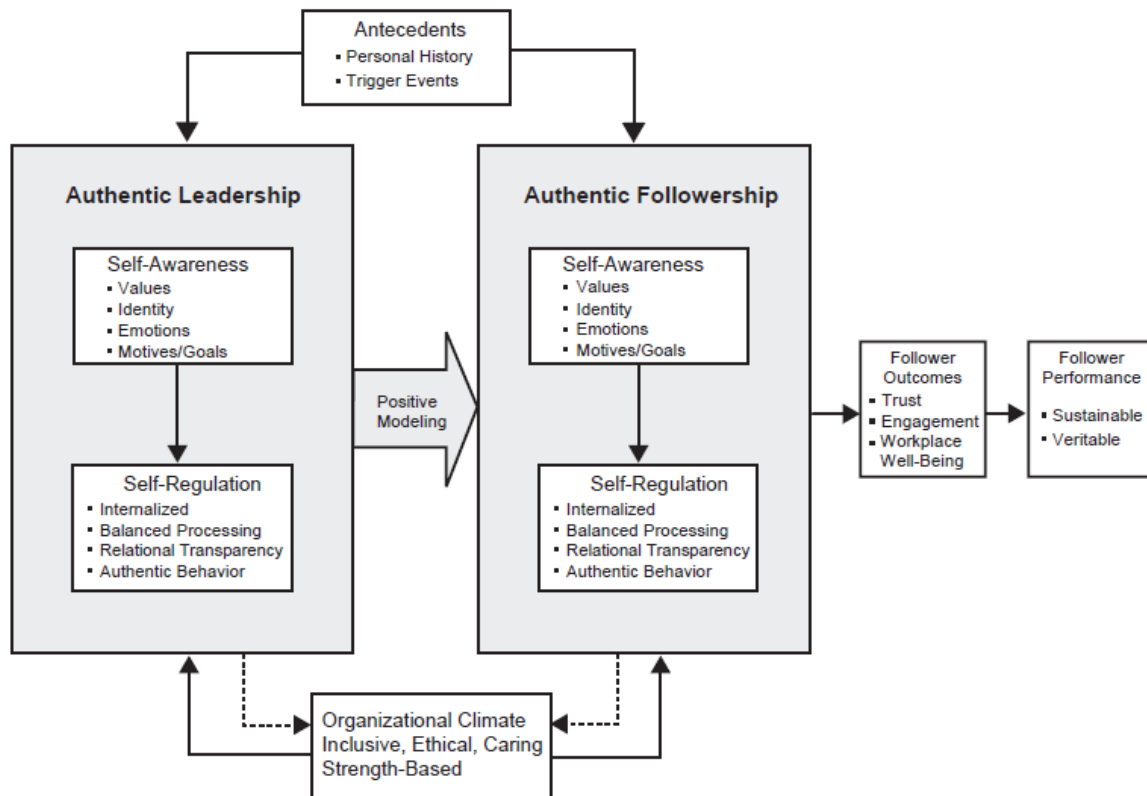 Antecedents
▪ Personal History
▪ Trigger Events
Authentic Leadership
Self-Awareness
▪ Values
▪ Identity
▪ Emotions
▪ Motives/Goals
Self-Regulation
▪ Internalized
▪ Balanced Processing
▪ Relational Transparency
▪ Authentic Behavior
Positive
Modeling
Authentic Followership
Self-Awareness
▪ Values
▪ Identity
▪ Emotions
▪ Motives/Goals
Self-Regulation
▪ Internalized
▪ Balanced Processing
▪ Relational Transparency
▪ Authentic Behavior
Follower
Outcomes
▪ Trust
▪ Engagement
▪ Workplace
Well-Being
Follower
Performance
▪ Sustainable
▪ Veritable
Organizational Climate
Inclusive, Ethical, Caring
Strength-Based